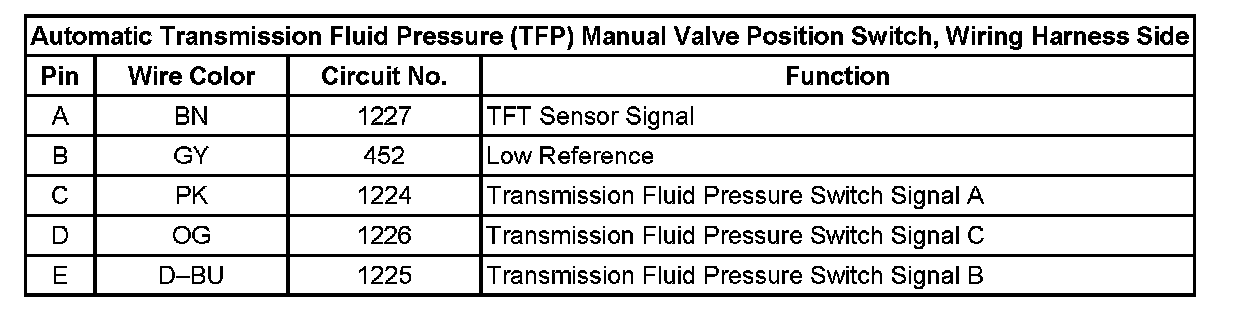 Automatic Transmission Fluid Pressure (TFP) Manual Valve Position Switch, Wiring Harness Side
Pin Wire Color Circuit No. Function
A BN 1227 TFT Sensor Signal
B GY 452 Low Reference
C PK 1224 Transmission Fluid Pressure Switch Signal A
D OG 1226 Transmission Fluid Pressure Switch Signal C
E D–BU 1225 Transmission Fluid Pressure Switch Signal B